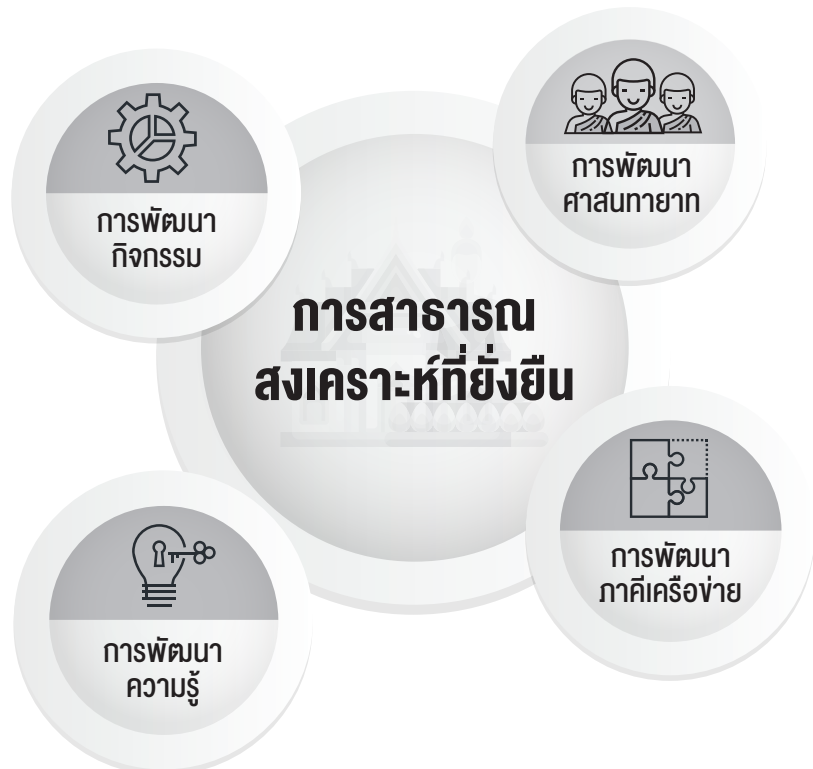 การพัฒนา
กิจกรรม
การพัฒนา
ศาสนทายาท
การสาธารณ
สงเคราะห์ที่ยั่งยืน
การพัฒนา
ความรู้
การพัฒนา
ภาคีเครือข่าย